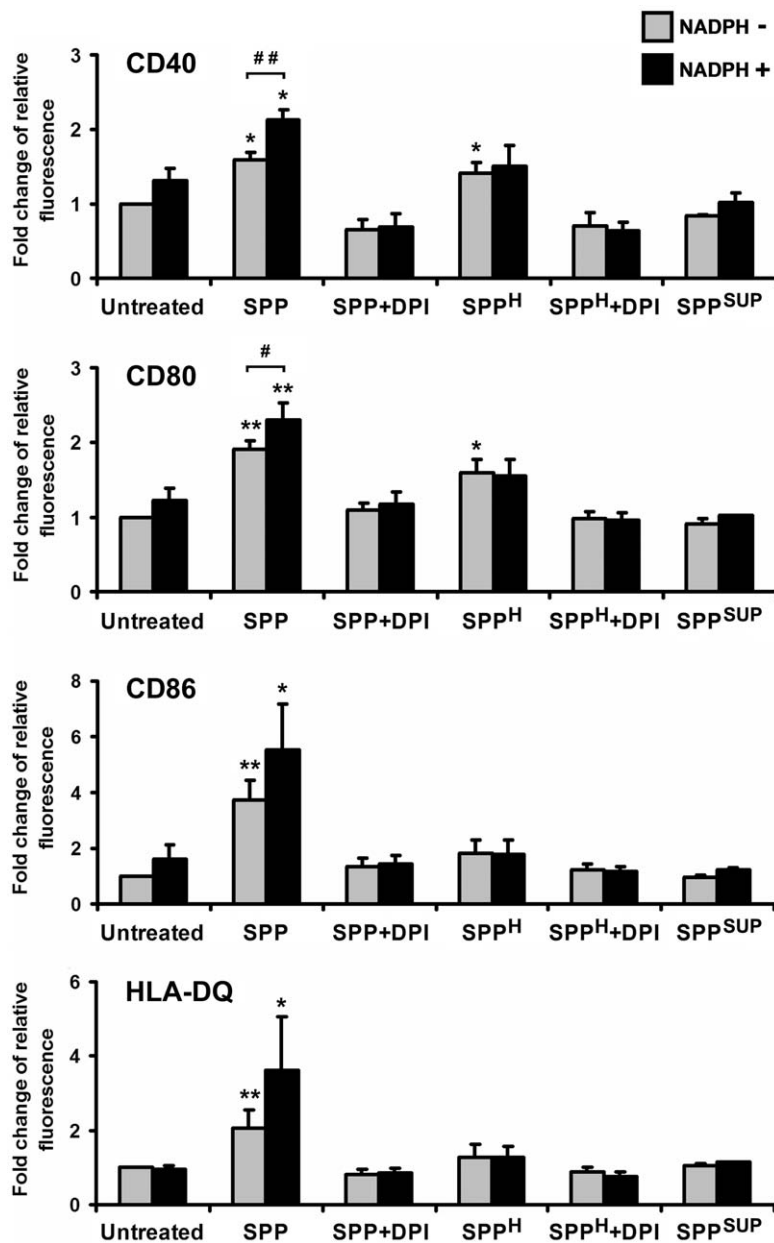 NADPH -
NADPH +
CD40
Fold change of relative
fluorescence
3
2
1
0
* ## *
*
Untreated SPP SPP+DPI SPPᴴ SPPᴴ+DPI SPPˢᵁᴾ
CD80
Fold change of relative
fluorescence
3
2
1
0
#
** **
*
Untreated SPP SPP+DPI SPPᴴ SPPᴴ+DPI SPPˢᵁᴾ
CD86
Fold change of relative
fluorescence
8
6
4
2
0
** *
Untreated SPP SPP+DPI SPPᴴ SPPᴴ+DPI SPPˢᵁᴾ
HLA-DQ
Fold change of relative
fluorescence
6
4
2
0
** *
Untreated SPP SPP+DPI SPPᴴ SPPᴴ+DPI SPPˢᵁᴾ